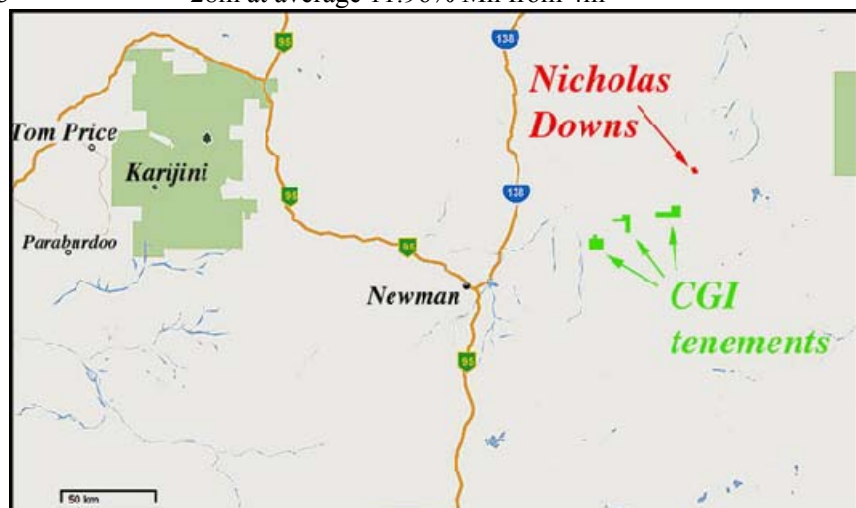 95
138
Nicholas
Downs
Tom Price
Karijini
95
138
Paraburdoo
95
Newman
CGI
tenements
95
50 km